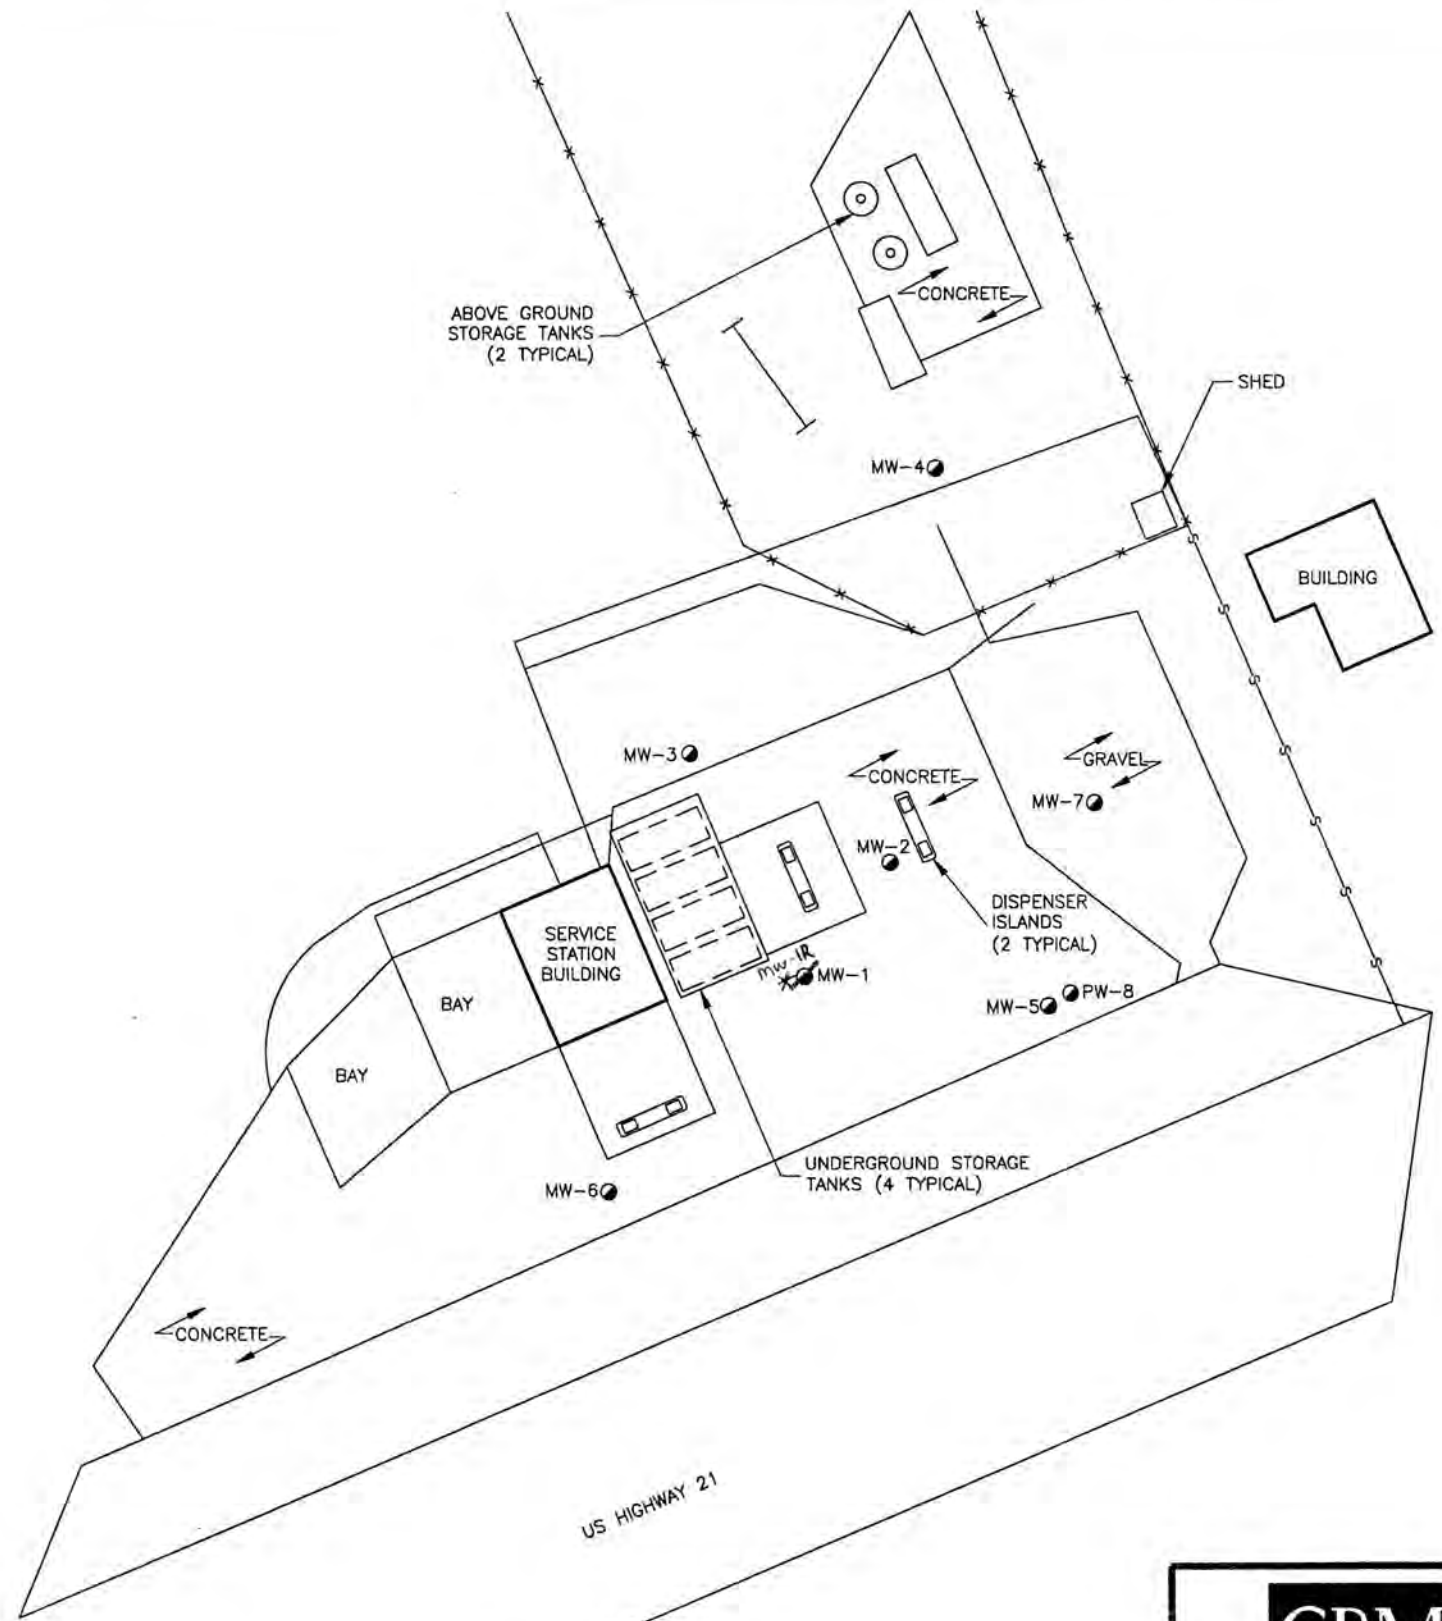 ABOVE GROUND
STORAGE TANKS
(2 TYPICAL)
CONCRETE
SHED
MW-4
BUILDING
MW-3
CONCRETE
GRAVEL
MW-7
MW-2
DISPENSER
ISLANDS
(2 TYPICAL)
SERVICE
STATION
BUILDING
mw-1R
MW-1
BAY
MW-5
PW-8
BAY
UNDERGROUND STORAGE
TANKS (4 TYPICAL)
MW-6
CONCRETE
US HIGHWAY 21
S
S
S
S
S
S
S